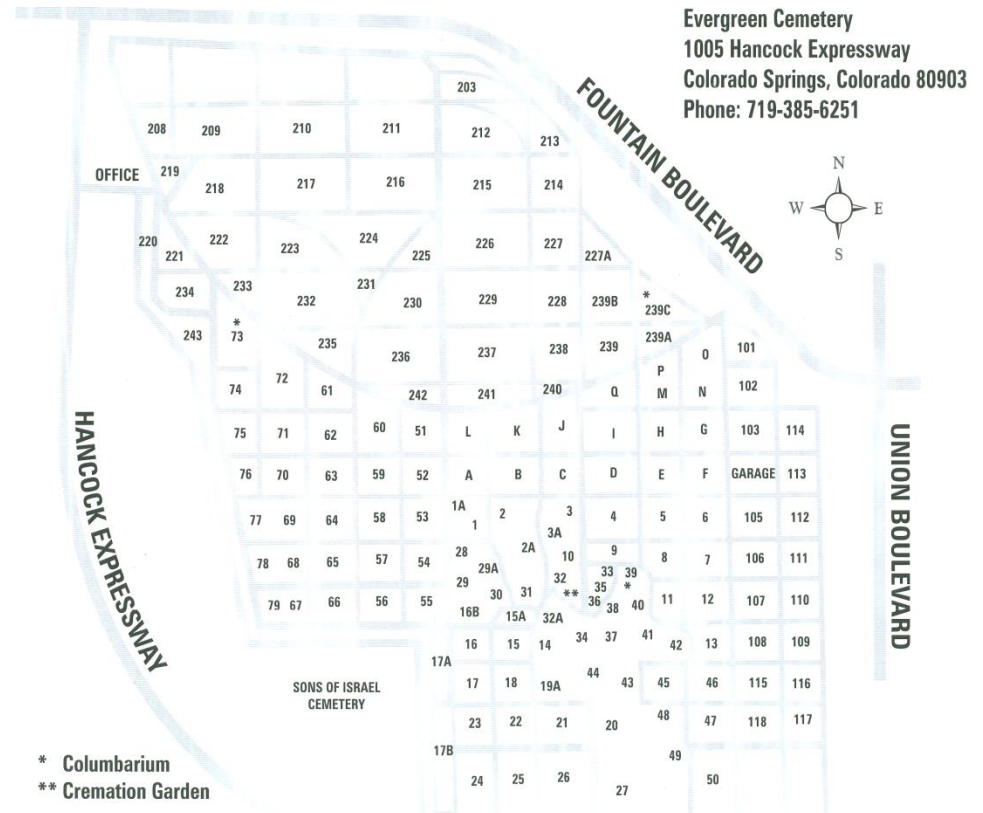 Evergreen Cemetery
1005 Hancock Expressway
Colorado Springs, Colorado 80903
Phone: 719-385-6251
FOUNTAIN BOULEVARD
N
W E
S
203
208 209 210 211 212 213
OFFICE 219 218 217 216 215 214
220 221 222 223 224 225 226 227 227A
234 233 232 231 230 229 228 239B * 239C
243 * 73 235 236 237 238 239 239A O 101
74 72 61 242 241 240 Q P M N 102
75 71 62 60 51 L K J I H G 103 114
76 70 63 59 52 A B C D E F GARAGE 113
77 69 64 58 53 1A 1 2 3 3A 4 5 6 105 112
78 68 65 57 54 28 29A 2A 10 9 8 7 106 111
79 67 66 56 55 29 30 31 32 ** 33 35 36 39 * 38 40 11 12 107 110
16B 15A 32A
17A 16 15 14 34 37 41 42 13 108 109
17 18 19A 44 43 45 46 115 116
23 22 21 20 48 47 118 117
17B 24 25 26 27 49 50
HANCOCK EXPRESSWAY
UNION BOULEVARD
SONS OF ISRAEL
CEMETERY
* Columbarium
** Cremation Garden